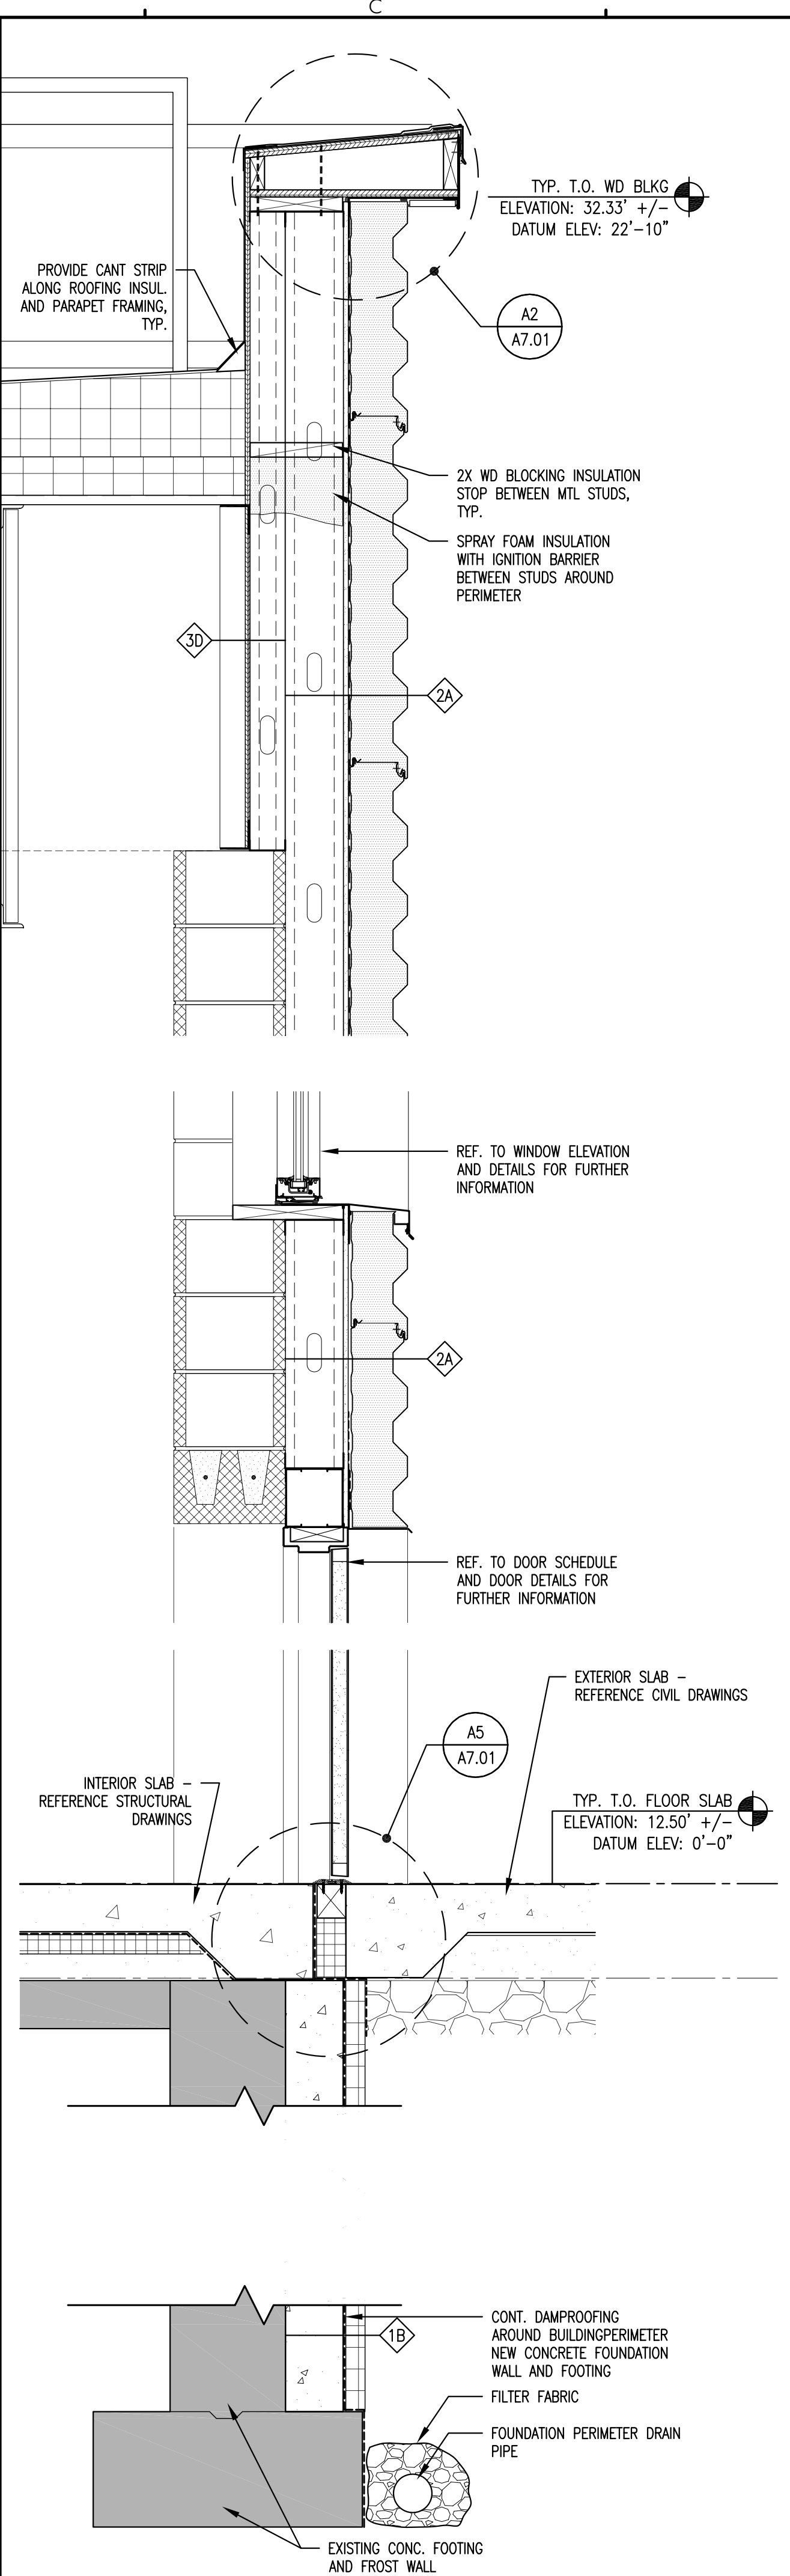 C
TYP. T.O. WD BLKG
ELEVATION: 32.33' +/-
DATUM ELEV: 22'-10"
PROVIDE CANT STRIP
ALONG ROOFING INSUL.
AND PARAPET FRAMING,
TYP.
A2
A7.01
2X WD BLOCKING INSULATION
STOP BETWEEN MTL STUDS,
TYP.
SPRAY FOAM INSULATION
WITH IGNITION BARRIER
BETWEEN STUDS AROUND
PERIMETER
3D
2A
REF. TO WINDOW ELEVATION
AND DETAILS FOR FURTHER
INFORMATION
2A
REF. TO DOOR SCHEDULE
AND DOOR DETAILS FOR
FURTHER INFORMATION
EXTERIOR SLAB -
REFERENCE CIVIL DRAWINGS
A5
A7.01
INTERIOR SLAB -
REFERENCE STRUCTURAL
DRAWINGS
TYP. T.O. FLOOR SLAB
ELEVATION: 12.50' +/-
DATUM ELEV: 0'-0"
CONT. DAMPROOFING
AROUND BUILDINGPERIMETER
NEW CONCRETE FOUNDATION
WALL AND FOOTING
1B
FILTER FABRIC
FOUNDATION PERIMETER DRAIN
PIPE
EXISTING CONC. FOOTING
AND FROST WALL